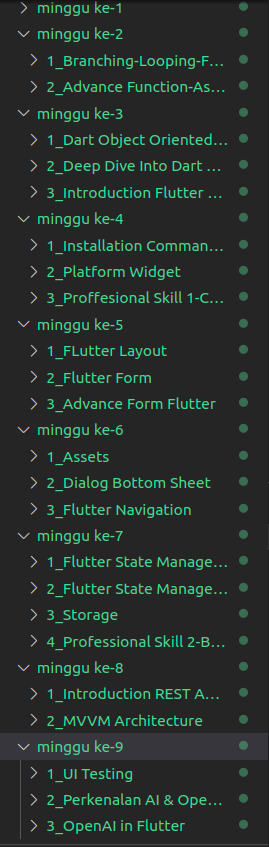 minggu ke-1
minggu ke-2
1_Branching-Looping-F...
2_Advance Function-As...
minggu ke-3
1_Dart Object Oriented...
2_Deep Dive Into Dart ...
3_Introduction Flutter ...
minggu ke-4
1_Installation Comman...
2_Platform Widget
3_Proffesional Skill 1-C...
minggu ke-5
1_FLutter Layout
2_Flutter Form
3_Advance Form Flutter
minggu ke-6
1_Assets
2_Dialog Bottom Sheet
3_Flutter Navigation
minggu ke-7
1_Flutter State Manage...
2_Flutter State Manage...
3_Storage
4_Professional Skill 2-B...
minggu ke-8
1_Introduction REST A...
2_MVVM Architecture
minggu ke-9
1_UI Testing
2_Perkenalan AI & Ope...
3_OpenAI in Flutter